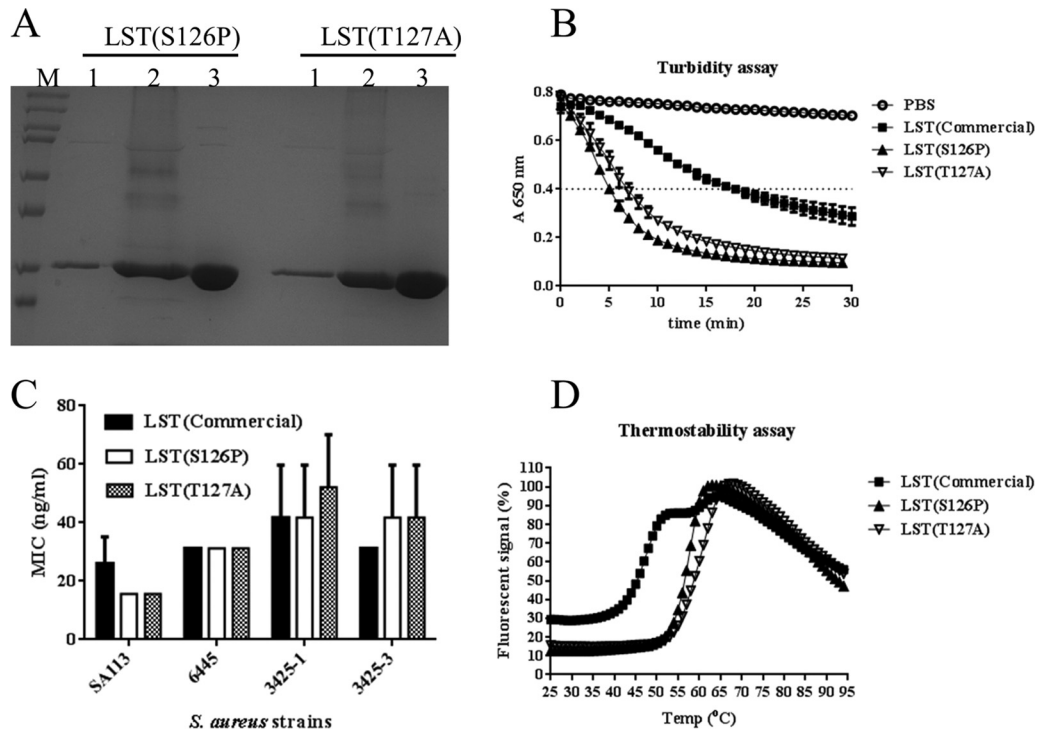 A
LST(S126P) LST(T127A)
M 1 2 3 1 2 3
B
Turbidity assay
0.8
0.6
0.4
0.2
0.0
A 650 nm
0 5 10 15 20 25 30
time (min)
PBS
LST(Commercial)
LST(S126P)
LST(T127A)
C
80
60
40
20
0
MIC (ng/ml)
LST(Commercial)
LST(S126P)
LST(T127A)
SA113 6445 3425-1 3425-3
S. aureus strains
D
Thermostability assay
110
100
90
80
70
60
50
40
30
20
10
0
Fluorescent signal (%)
25 30 35 40 45 50 55 60 65 70 75 80 85 90 95
Temp (⁰C)
LST(Commercial)
LST(S126P)
LST(T127A)